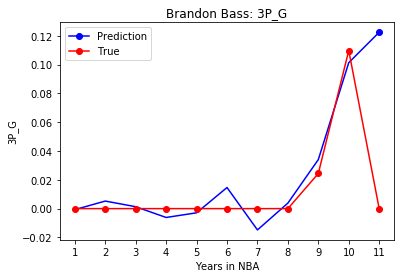 Brandon Bass: 3P_G
Prediction
True
0.12
0.10
0.08
0.06
0.04
0.02
0.00
−0.02
3P_G
1 2 3 4 5 6 7 8 9 10 11
Years in NBA